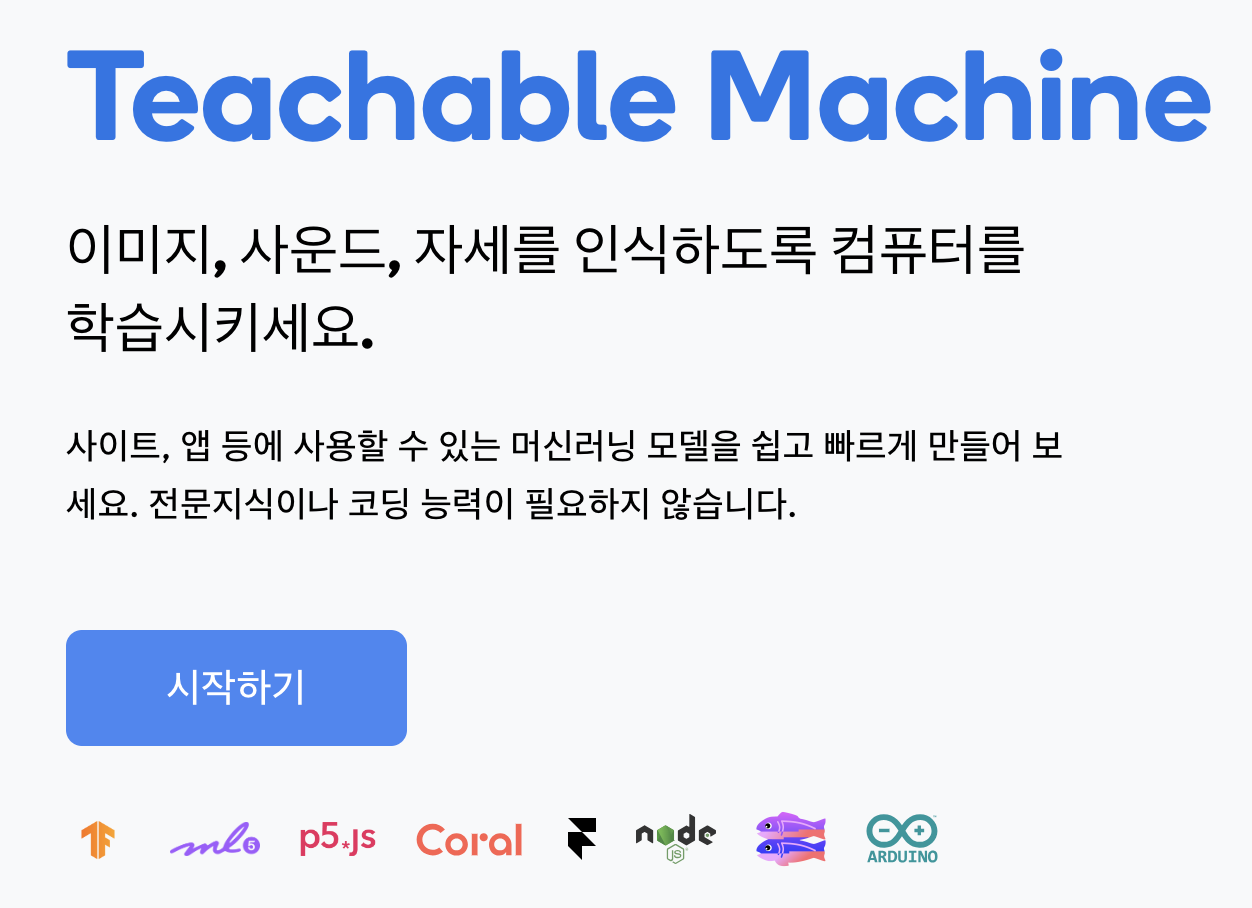 Teachable Machine
이미지, 사운드, 자세를 인식하도록 컴퓨터를
학습시키세요.
사이트, 앱 등에 사용할 수 있는 머신러닝 모델을 쉽고 빠르게 만들어 보
세요. 전문지식이나 코딩 능력이 필요하지 않습니다.
시작하기
ml5 p5*js Coral node JS ARDUINO